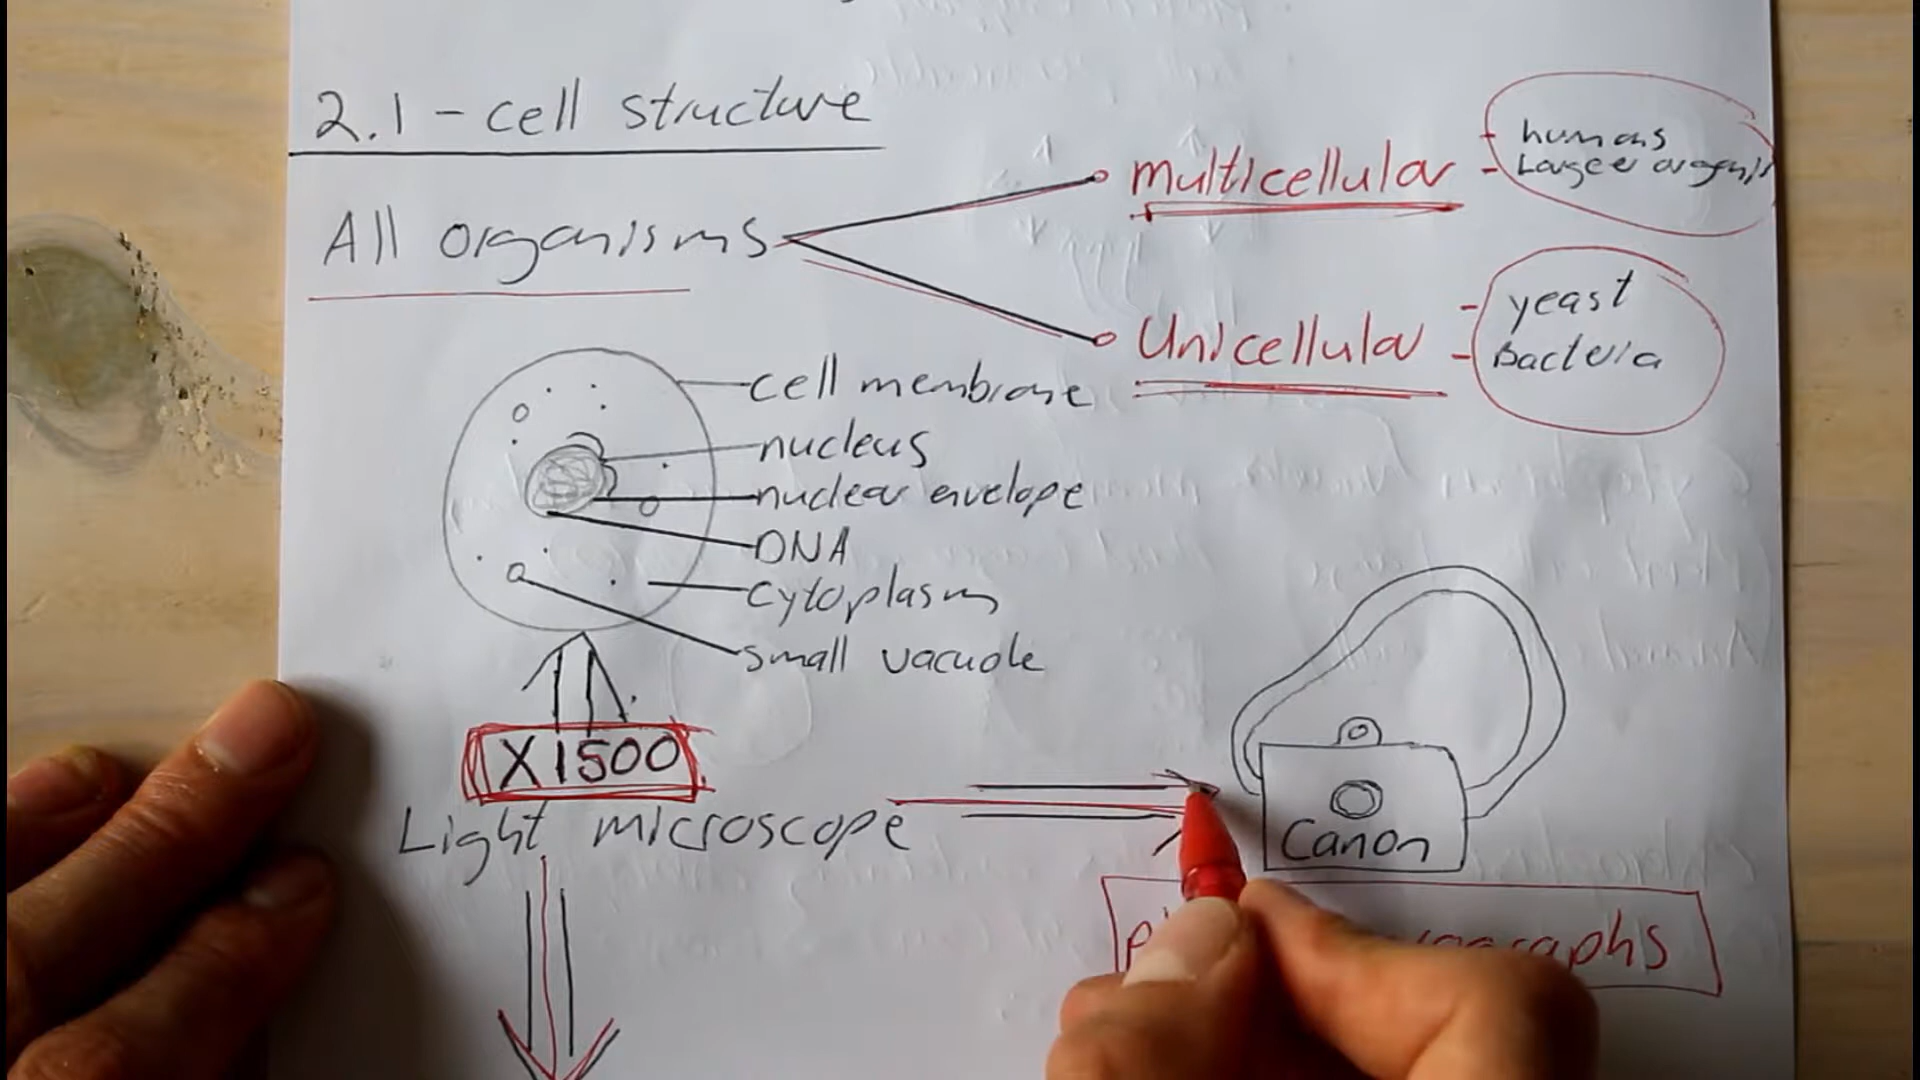 2.1 - cell structure
All organisms
multicellular
- humans
- Larger
Unicellular
- yeast
- Bacteria
cell membrane
nucleus
nuclear envelope
DNA
cytoplasm
small vacuole
X1500
Light microscope
Canon